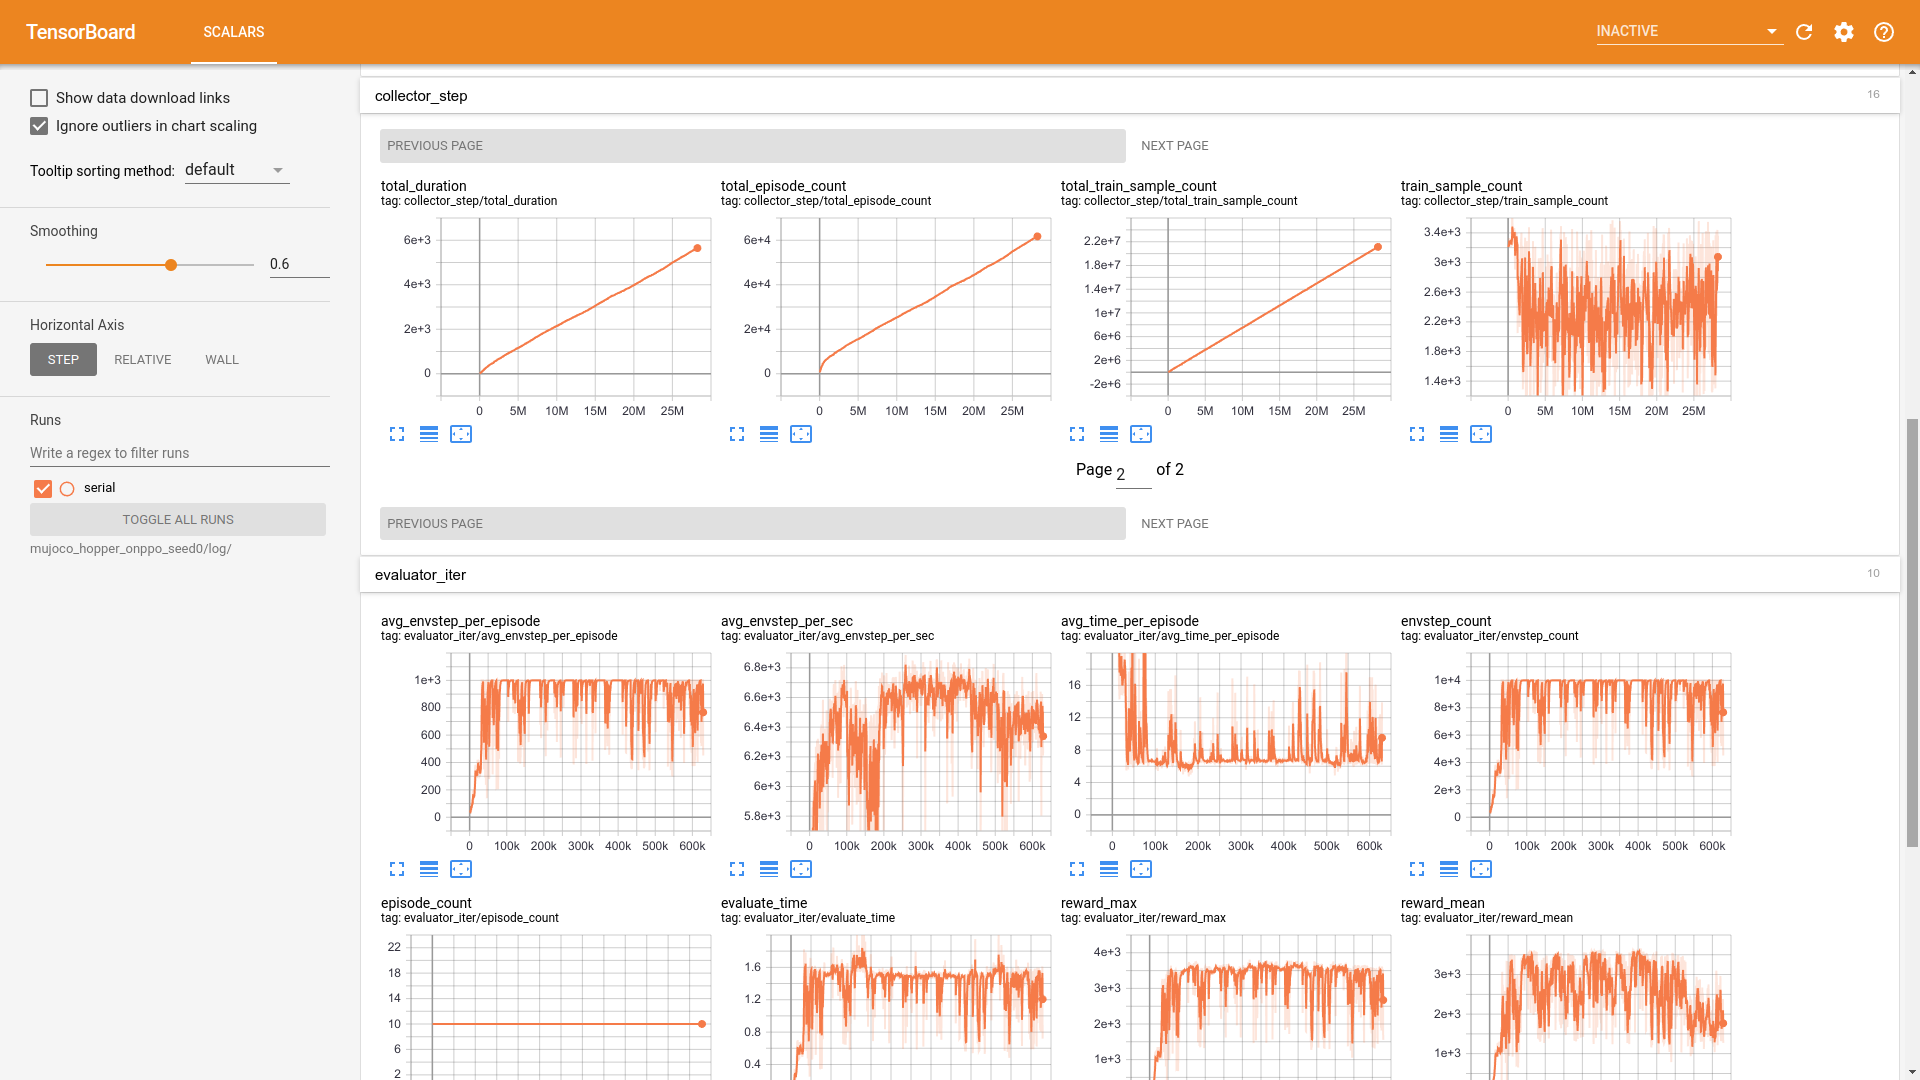 TensorBoard
SCALARS
INACTIVE
Show data download links
Ignore outliers in chart scaling
Tooltip sorting method: default
Smoothing
0.6
Horizontal Axis
STEP RELATIVE WALL
Runs
Write a regex to filter runs
serial
TOGGLE ALL RUNS
mujoco_hopper_onppo_seed0/log/
collector_step 16
PREVIOUS PAGE NEXT PAGE
total_duration
tag: collector_step/total_duration
6e+3
4e+3
2e+3
0
0 5M 10M 15M 20M 25M
total_episode_count
tag: collector_step/total_episode_count
6e+4
4e+4
2e+4
0
0 5M 10M 15M 20M 25M
total_train_sample_count
tag: collector_step/total_train_sample_count
2.2e+7
1.8e+7
1.4e+7
1e+7
6e+6
2e+6
-2e+6
0 5M 10M 15M 20M 25M
train_sample_count
tag: collector_step/train_sample_count
3.4e+3
3e+3
2.6e+3
2.2e+3
1.8e+3
1.4e+3
0 5M 10M 15M 20M 25M
Page 2 of 2
PREVIOUS PAGE NEXT PAGE
evaluator_iter 10
avg_envstep_per_episode
tag: evaluator_iter/avg_envstep_per_episode
1e+3
800
600
400
200
0
0 100k 200k 300k 400k 500k 600k
avg_envstep_per_sec
tag: evaluator_iter/avg_envstep_per_sec
6.8e+3
6.6e+3
6.4e+3
6.2e+3
6e+3
5.8e+3
0 100k 200k 300k 400k 500k 600k
avg_time_per_episode
tag: evaluator_iter/avg_time_per_episode
16
12
8
4
0
0 100k 200k 300k 400k 500k 600k
envstep_count
tag: evaluator_iter/envstep_count
1e+4
8e+3
6e+3
4e+3
2e+3
0
0 100k 200k 300k 400k 500k 600k
episode_count
tag: evaluator_iter/episode_count
22
18
14
10
6
2
evaluate_time
tag: evaluator_iter/evaluate_time
1.6
1.2
0.8
0.4
reward_max
tag: evaluator_iter/reward_max
4e+3
3e+3
2e+3
1e+3
reward_mean
tag: evaluator_iter/reward_mean
3e+3
2e+3
1e+3